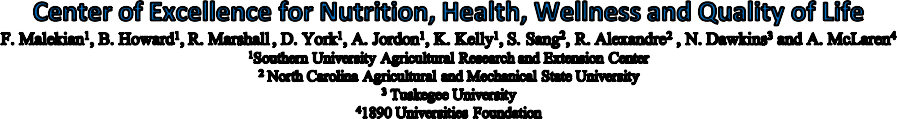 Center of Excellence for Nutrition, Health, Wellness and Quality of Life
F. Malekian¹, B. Howard¹, R. Marshall , D. York¹, A. Jordon¹, K. Kelly¹, S. Sang², R. Alexandre² , N. Dawkins³ and A. McLaren⁴
¹Southern University Agricultural Research and Extension Center
² North Carolina Agricultural and Mechanical State University
³ Tuskegee University
⁴1890 Universities Foundation